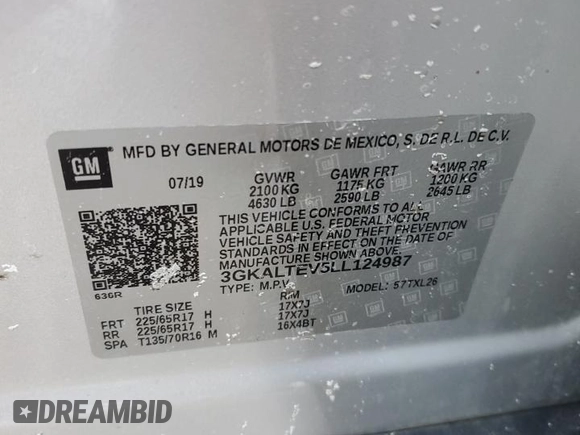 GM
MFD BY GENERAL MOTORS DE MEXICO, S. DE R.L. DE C.V.
07/19 GVWR GAWR FRT GAWR RR
2100 KG 1175 KG 1200 KG
4630 LB 2590 LB 2645 LB
THIS VEHICLE CONFORMS TO ALL
APPLICABLE U.S. FEDERAL MOTOR
VEHICLE SAFETY AND THEFT PREVENTION
STANDARDS IN EFFECT ON THE DATE OF
MANUFACTURE SHOWN ABOVE.
3GKALTEV5LL124987
TYPE: M.P.V. MODEL: 57TXL26
636R
TIRE SIZE RIM
FRT 225/65R17 H 17X7J
RR 225/65R17 H 17X7J
SPA T135/70R16 M 16X4BT
DREAMBID